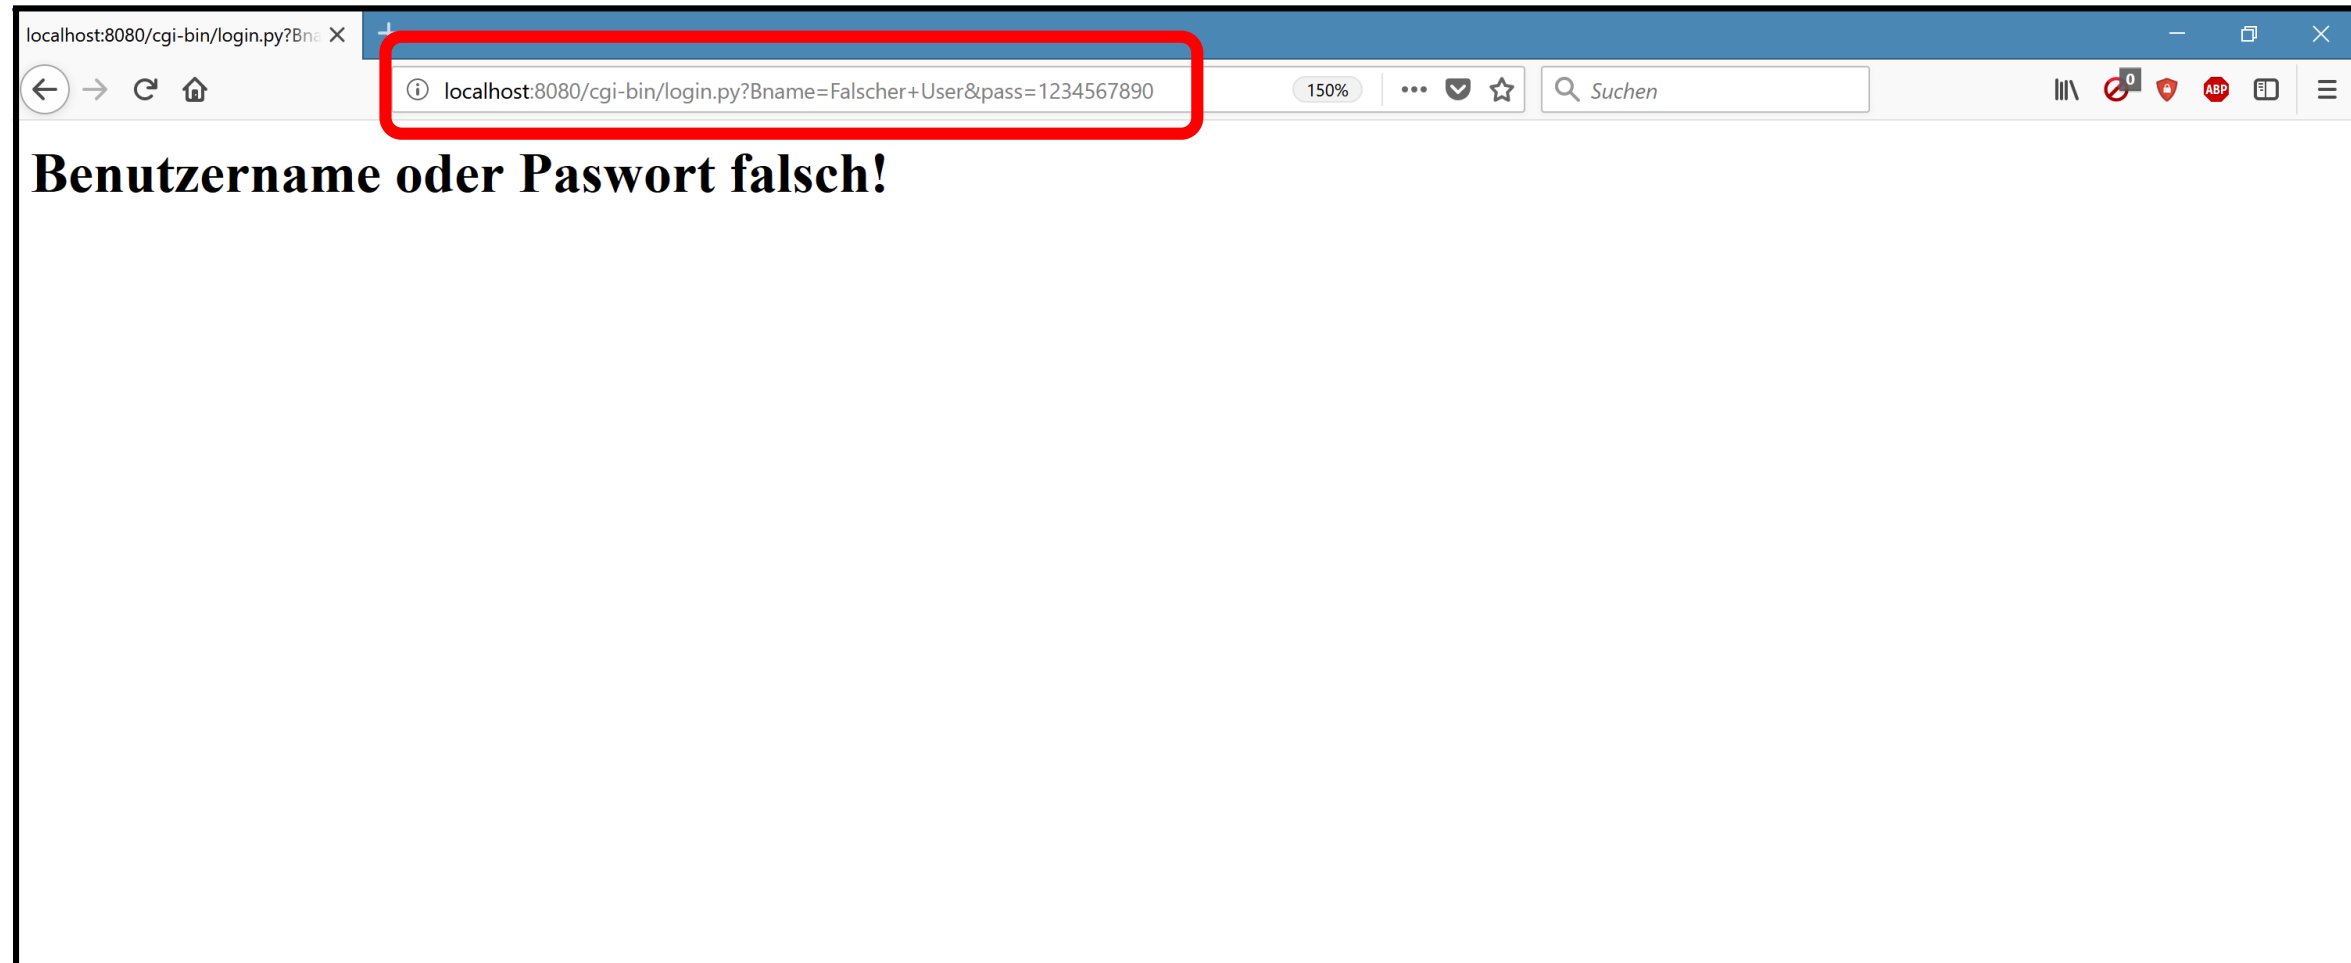 localhost:8080/cgi-bin/login.py?Bna
localhost:8080/cgi-bin/login.py?Bname=Falscher+User&pass=1234567890
150%
Suchen
0
ABP
Benutzername oder Paswort falsch!